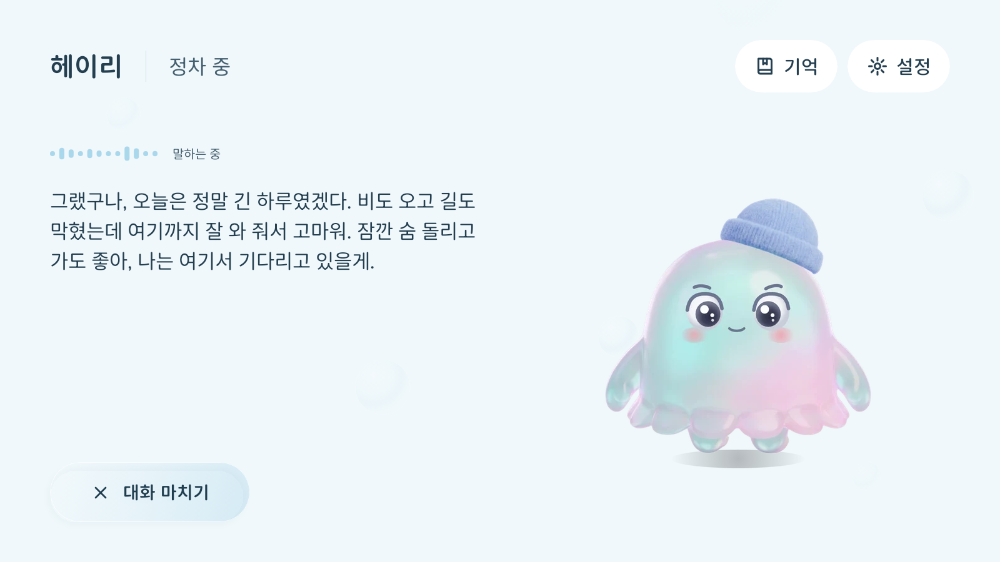 헤이리
정차 중
기억
설정
말하는 중
그랬구나, 오늘은 정말 긴 하루였겠다. 비도 오고 길도
막혔는데 여기까지 잘 와 줘서 고마워. 잠깐 숨 돌리고
가도 좋아, 나는 여기서 기다리고 있을게.
대화 마치기